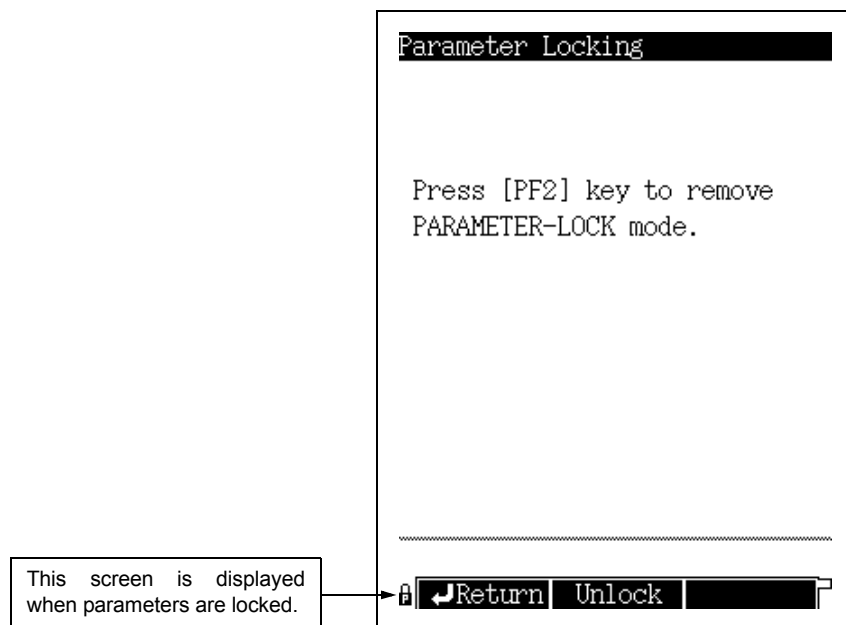 Parameter Locking
Press [PF2] key to remove
PARAMETER-LOCK mode.
This screen is displayed
when parameters are locked.
Return Unlock